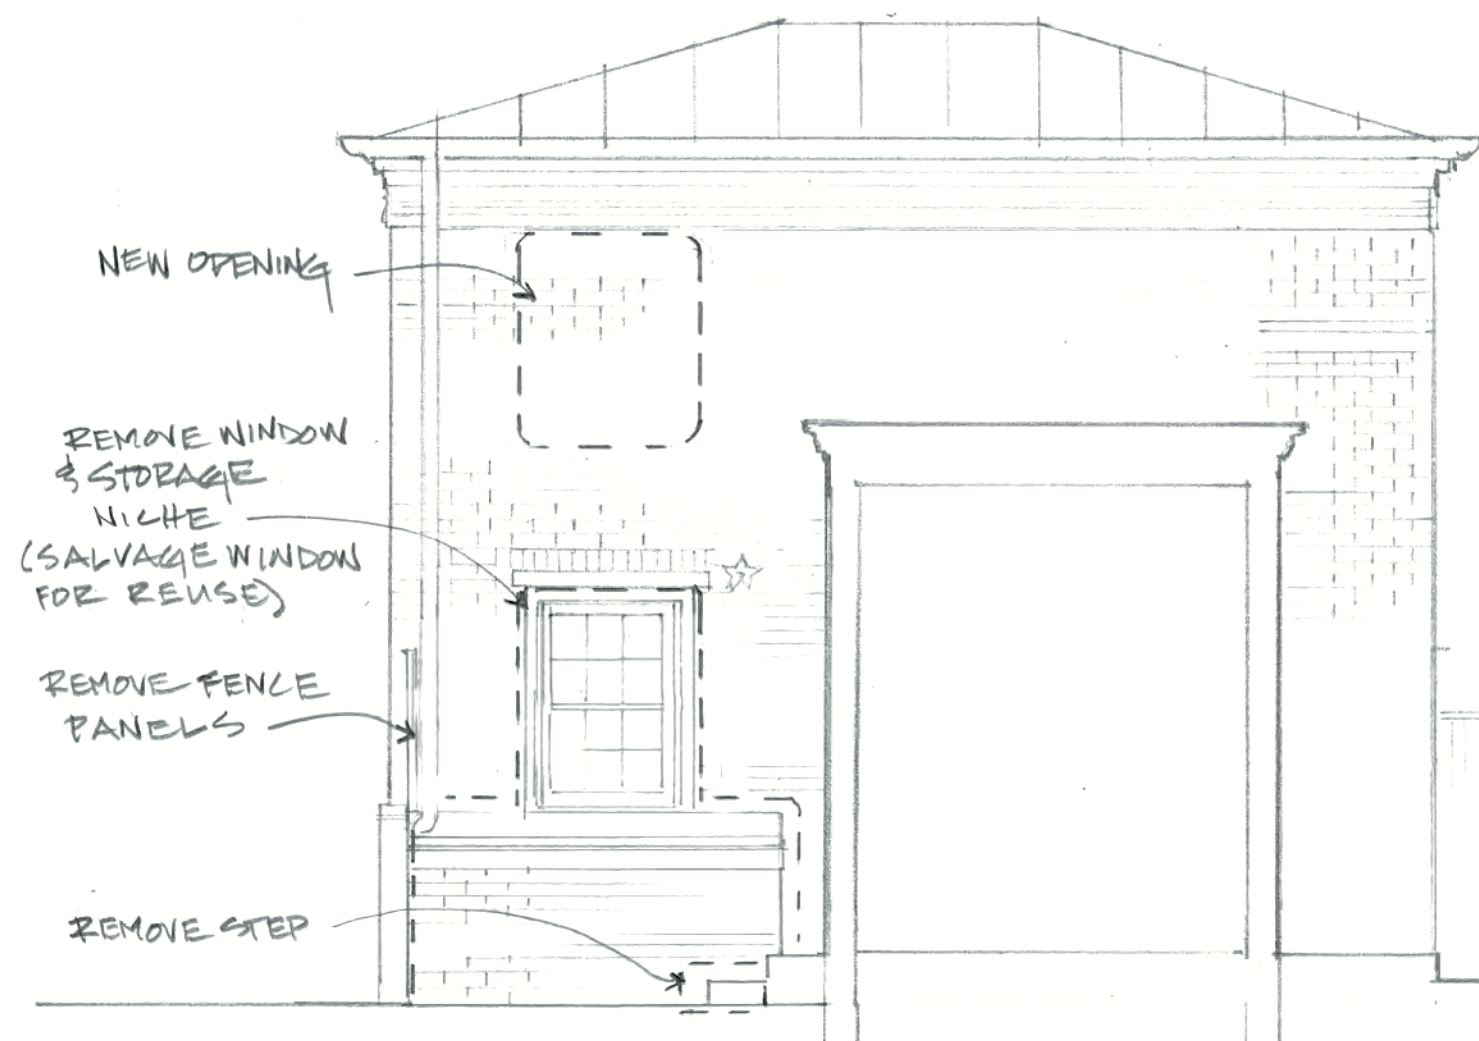 NEW OPENING
REMOVE WINDOW
& STORAGE
NICHE
(SALVAGE WINDOW
FOR REUSE)
REMOVE FENCE
PANELS
REMOVE STEP